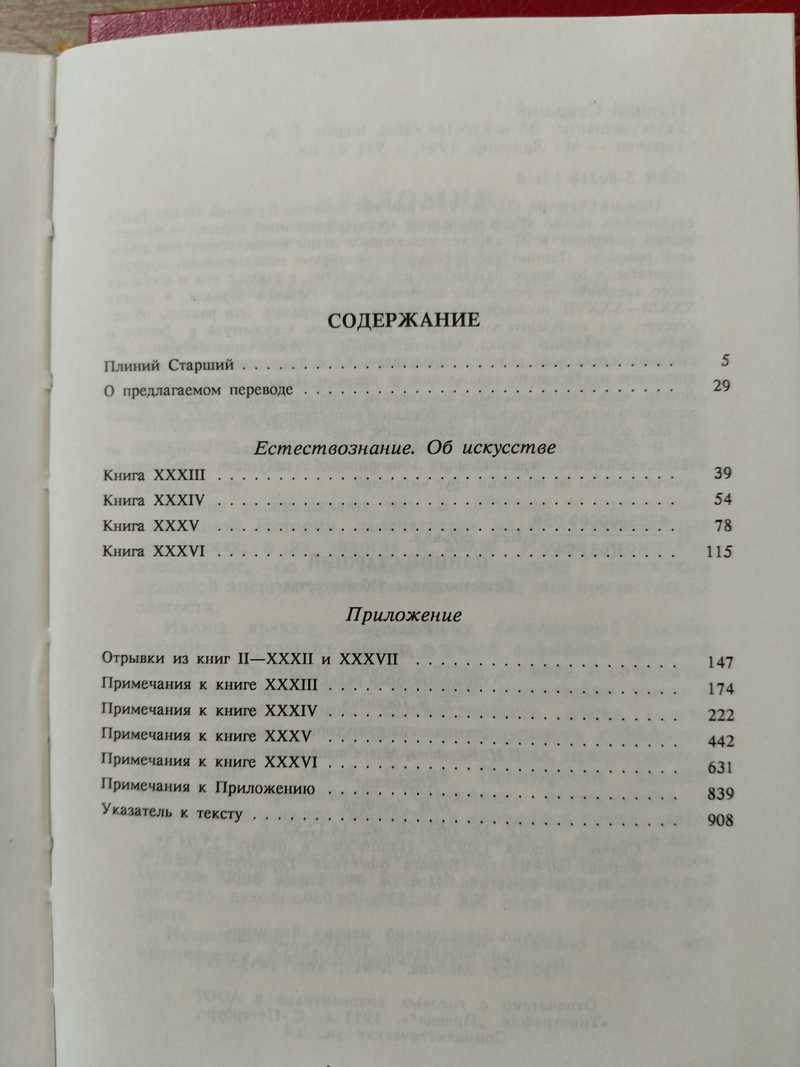 СОДЕРЖАНИЕ
Плиний Старший . . . . . . . . . . . . . . . . . . . . . . . . . . . 5
О предлагаемом переводе . . . . . . . . . . . . . . . . . . . . . . . 29
Естествознание. Об искусстве
Книга XXXIII . . . . . . . . . . . . . . . . . . . . . . . . . . . . 39
Книга XXXIV . . . . . . . . . . . . . . . . . . . . . . . . . . . . 54
Книга XXXV . . . . . . . . . . . . . . . . . . . . . . . . . . . . 78
Книга XXXVI . . . . . . . . . . . . . . . . . . . . . . . . . . . . 115
Приложение
Отрывки из книг II—XXXII и XXXVII . . . . . . . . . . . . . . . . . 147
Примечания к книге XXXIII . . . . . . . . . . . . . . . . . . . . . . 174
Примечания к книге XXXIV . . . . . . . . . . . . . . . . . . . . . . 222
Примечания к книге XXXV . . . . . . . . . . . . . . . . . . . . . . 442
Примечания к книге XXXVI . . . . . . . . . . . . . . . . . . . . . . 631
Примечания к Приложению . . . . . . . . . . . . . . . . . . . . . . 839
Указатель к тексту . . . . . . . . . . . . . . . . . . . . . . . . . . 908